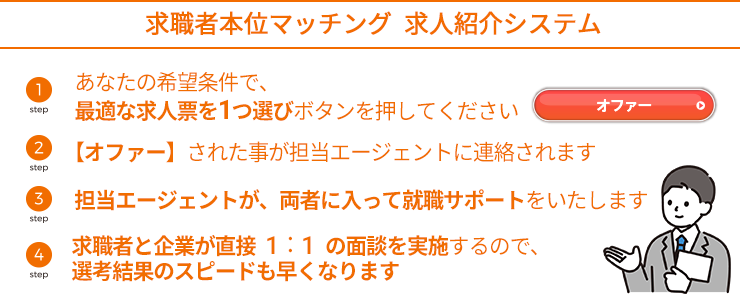 求職者本位マッチング 求人紹介システム
1
step
あなたの希望条件で、
最適な求人票を1つ選びボタンを押してください
オファー
2
step
【オファー】された事が担当エージェントに連絡されます
3
step
担当エージェントが、両者に入って就職サポートをいたします
4
step
求職者と企業が直接 1:1 の面談を実施するので、
選考結果のスピードも早くなります